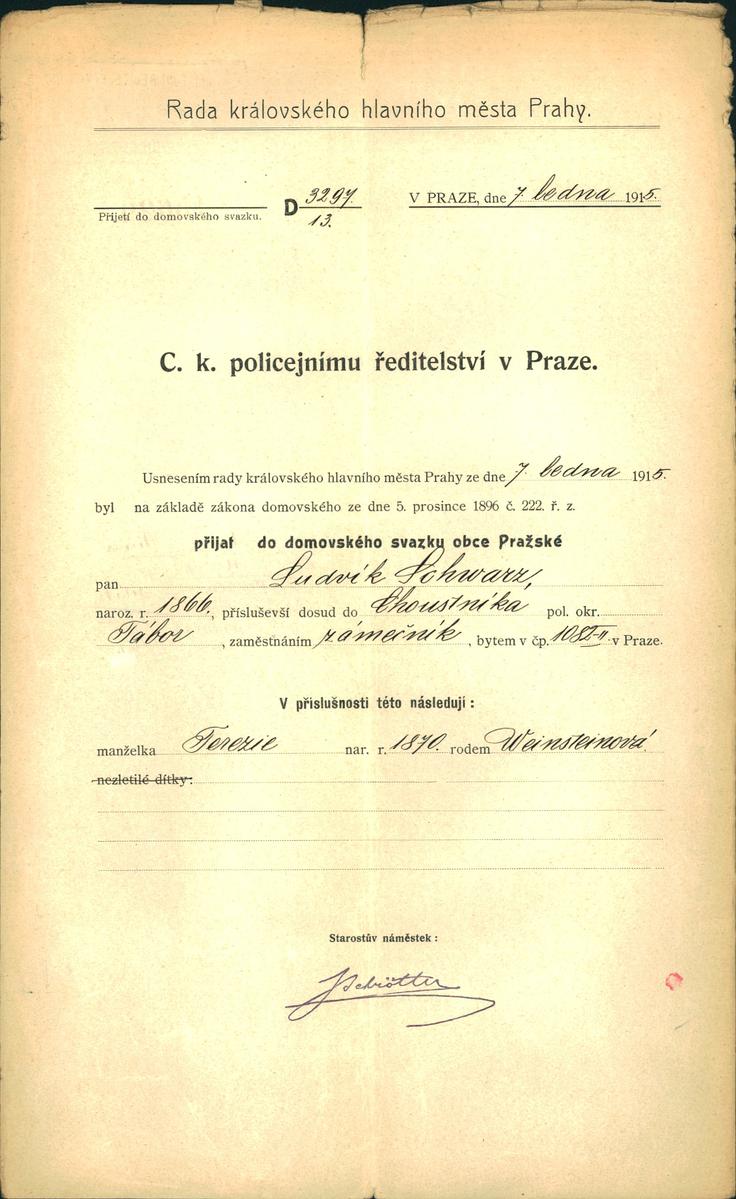 Rada královského hlavního města Prahy.
Přijetí do domovského svazku.
D 3297/13.
V PRAZE, dne 7. ledna 1915.
C. k. policejnímu ředitelství v Praze.
Usnesením rady královského hlavního města Prahy ze dne 7. ledna 1915.
byl na základě zákona domovského ze dne 5. prosince 1896 č. 222. ř. z.
přijat do domovského svazku obce Pražské
pan Ludvík Schwarz,
naroz. r. 1866., přísluševší dosud do Choustníka pol. okr.
Tábor, zaměstnáním zámečník, bytem v čp. v Praze.
V příslušnosti této následují:
manželka Terezie nar. r. 1870. rodem Weinsteinová.
nezletilé dítky:
Starostův náměstek: